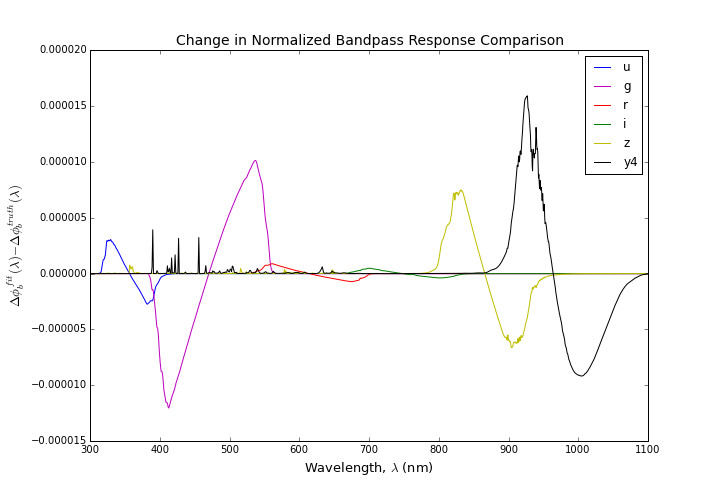 Change in Normalized Bandpass Response Comparison
0.000020
0.000015
0.000010
0.000005
0.000000
−0.000005
−0.000010
−0.000015
Δϕ_b^{fit}(λ)−Δϕ_b^{truth}(λ)
300 400 500 600 700 800 900 1000 1100
Wavelength, λ (nm)
u
g
r
i
z
y4